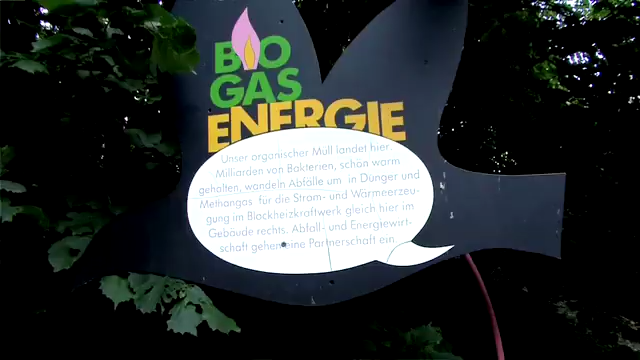 BIO
GAS
ENERGIE
Unser organischer Müll landet hier.
Milliarden von Bakterien, schön warm
gehalten, wandeln Abfälle um in Dünger und
Methangas für die Strom- und Wärmeerzeu-
gung im Blockheizkraftwerk gleich hier im
Gebäude rechts. Abfall- und Energiewirt-
schaft gehen eine Partnerschaft ein.